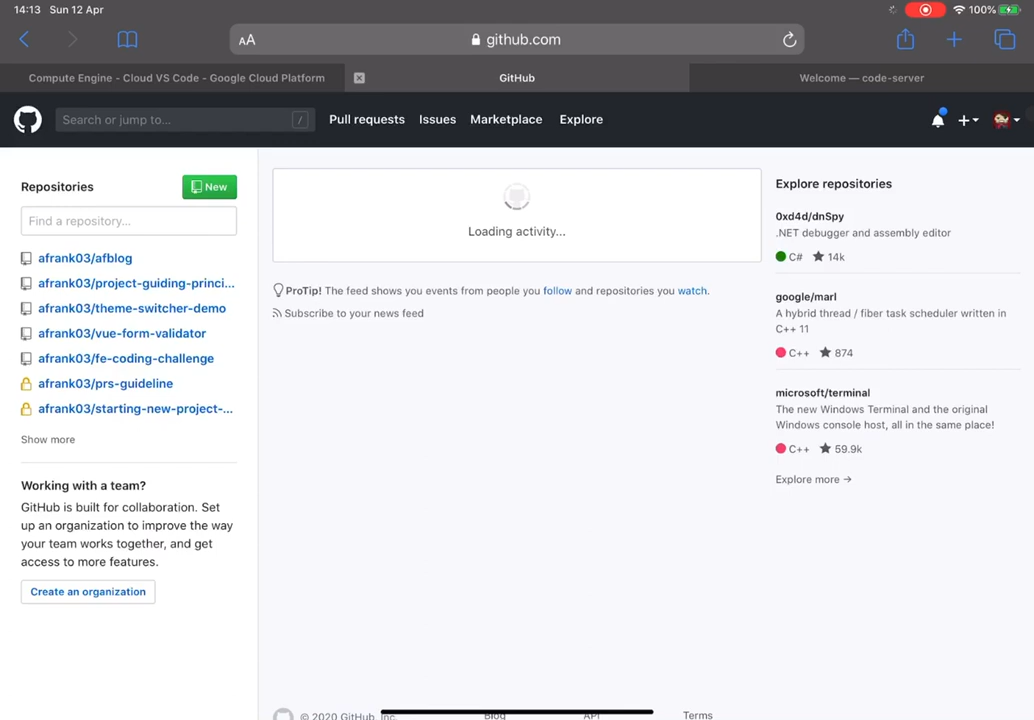 14:13 Sun 12 Apr
100%
AA
github.com
Compute Engine - Cloud VS Code - Google Cloud Platform
GitHub
Welcome — code-server
Search or jump to...
/
Pull requests
Issues
Marketplace
Explore
Repositories
New
Find a repository...
afrank03/afblog
afrank03/project-guiding-princi...
afrank03/theme-switcher-demo
afrank03/vue-form-validator
afrank03/fe-coding-challenge
afrank03/prs-guideline
afrank03/starting-new-project-...
Show more
Working with a team?
GitHub is built for collaboration. Set
up an organization to improve the way
your team works together, and get
access to more features.
Create an organization
Loading activity...
ProTip! The feed shows you events from people you follow and repositories you watch.
Subscribe to your news feed
Explore repositories
0xd4d/dnSpy
.NET debugger and assembly editor
C# 14k
google/marl
A hybrid thread / fiber task scheduler written in
C++ 11
C++ 874
microsoft/terminal
The new Windows Terminal and the original
Windows console host, all in the same place!
C++ 59.9k
Explore more →
© 2020 GitHub, Inc.
Blog
API
Terms